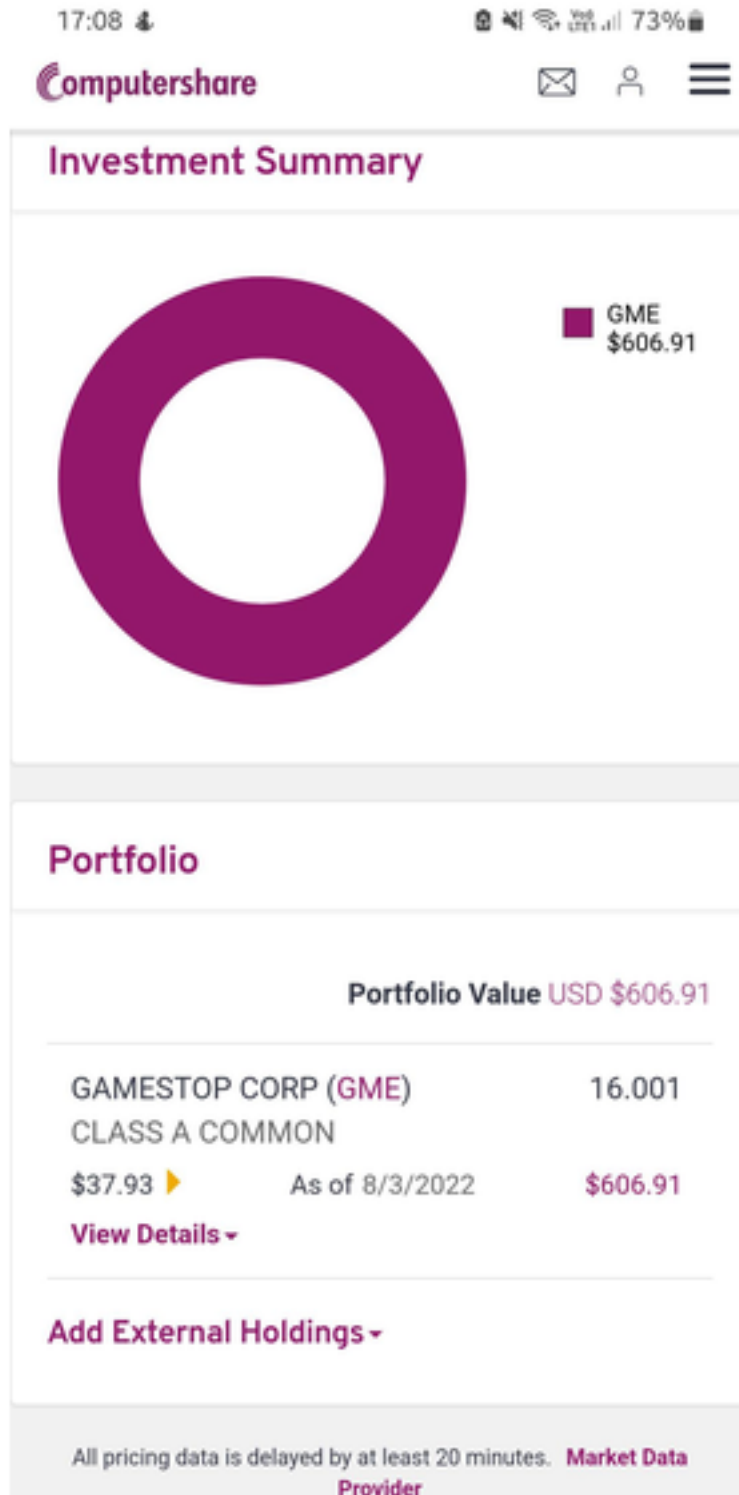 17:08 73%
Computershare
Investment Summary
GME
$606.91
Portfolio
Portfolio Value USD $606.91
GAMESTOP CORP (GME) 16.001
CLASS A COMMON
$37.93 As of 8/3/2022 $606.91
View Details
Add External Holdings
All pricing data is delayed by at least 20 minutes. Market Data
Provider